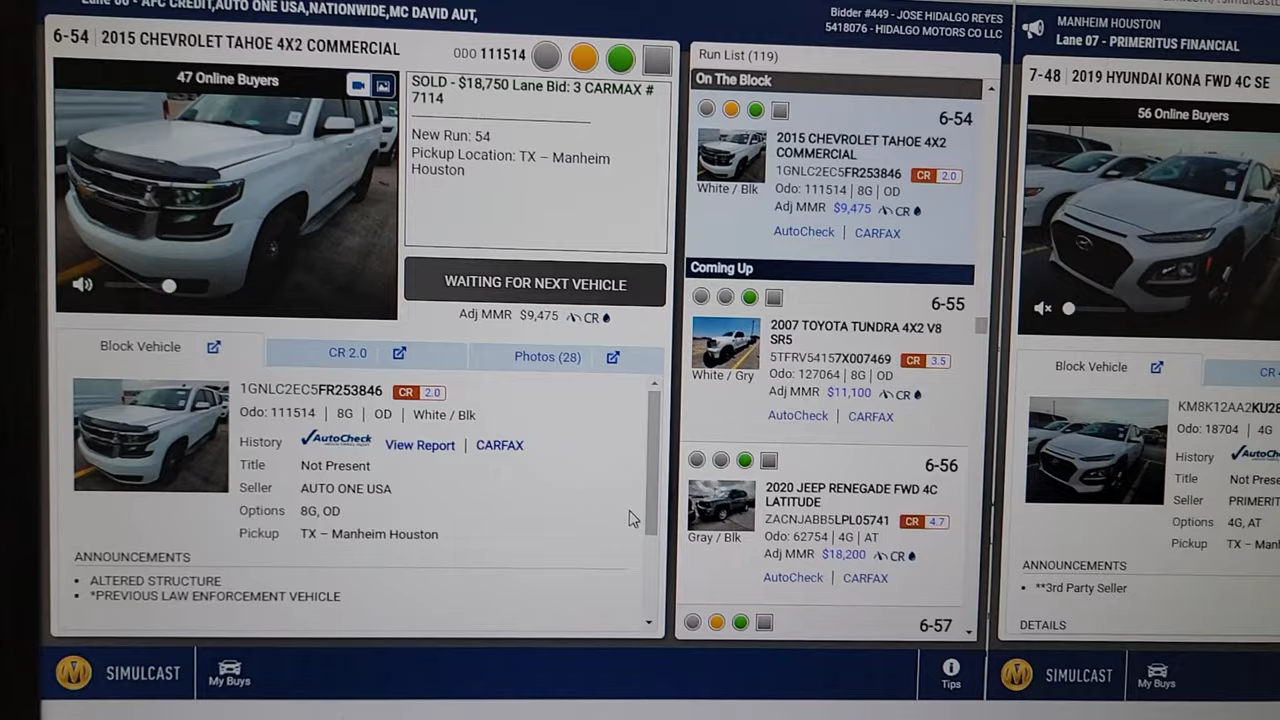 AFC CREDIT,AUTO ONE USA,NATIONWIDE,MC DAVID AUT,
Bidder #449 - JOSE HIDALGO REYES
5418076 - HIDALGO MOTORS CO LLC
6-54 | 2015 CHEVROLET TAHOE 4X2 COMMERCIAL
ODO 111514
47 Online Buyers
SOLD - $18,750 Lane Bid: 3 CARMAX #
7114
New Run: 54
Pickup Location: TX – Manheim
Houston
WAITING FOR NEXT VEHICLE
Adj MMR $9,475 CR
Block Vehicle
CR 2.0
Photos (28)
1GNLC2EC5FR253846 CR 2.0
Odo: 111514 | 8G | OD | White / Blk
History AutoCheck View Report | CARFAX
Title Not Present
Seller AUTO ONE USA
Options 8G, OD
Pickup TX – Manheim Houston
ANNOUNCEMENTS
• ALTERED STRUCTURE
• *PREVIOUS LAW ENFORCEMENT VEHICLE
Run List (119)
On The Block
6-54
2015 CHEVROLET TAHOE 4X2
COMMERCIAL
1GNLC2EC5FR253846 CR 2.0
White / Blk
Odo: 111514 | 8G | OD
Adj MMR $9,475 CR
AutoCheck | CARFAX
Coming Up
6-55
2007 TOYOTA TUNDRA 4X2 V8
SR5
5TFRV54157X007469 CR 3.5
White / Gry
Odo: 127064 | 8G | OD
Adj MMR $11,100 CR
AutoCheck | CARFAX
6-56
2020 JEEP RENEGADE FWD 4C
LATITUDE
ZACNJABB5LPL05741 CR 4.7
Gray / Blk
Odo: 62754 | 4G | AT
Adj MMR $18,200 CR
AutoCheck | CARFAX
6-57
MANHEIM HOUSTON
Lane 07 - PRIMERITUS FINANCIAL
7-48 | 2019 HYUNDAI KONA FWD 4C SE
56 Online Buyers
Block Vehicle
CR
KM8K12AA2KU28
Odo: 18704 | 4G
History AutoChe
Title Not Prese
Seller PRIMERIT
Options 4G, AT
Pickup TX – Man
ANNOUNCEMENTS
• **3rd Party Seller
DETAILS
M SIMULCAST
My Buys
Tips
M SIMULCAST
My Buys